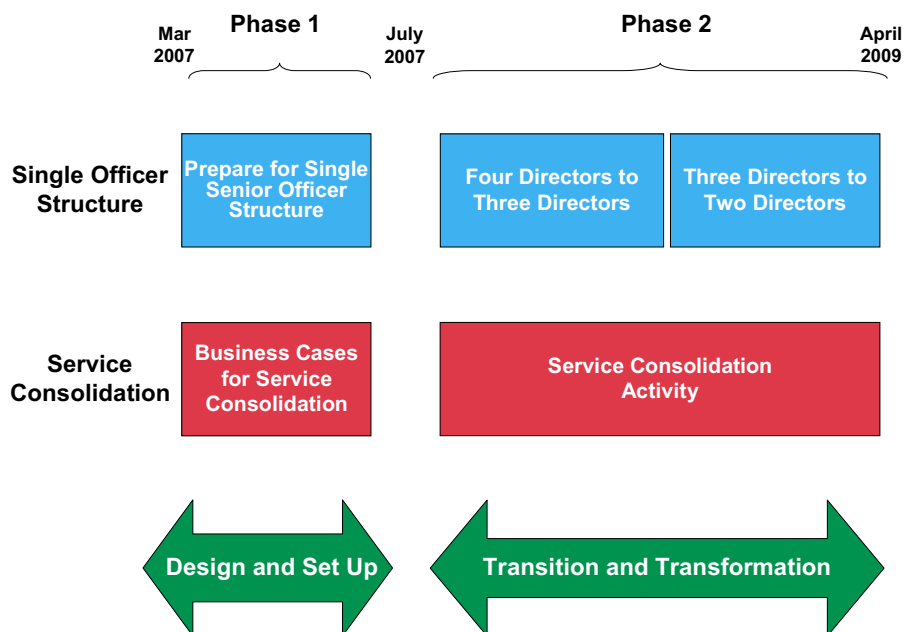 Phase 1
Phase 2
Mar
2007
July
2007
April
2009
Single Officer
Structure
Prepare for Single
Senior Officer
Structure
Four Directors to
Three Directors
Three Directors to
Two Directors
Service
Consolidation
Business Cases
for Service
Consolidation
Service Consolidation
Activity
Design and Set Up
Transition and Transformation